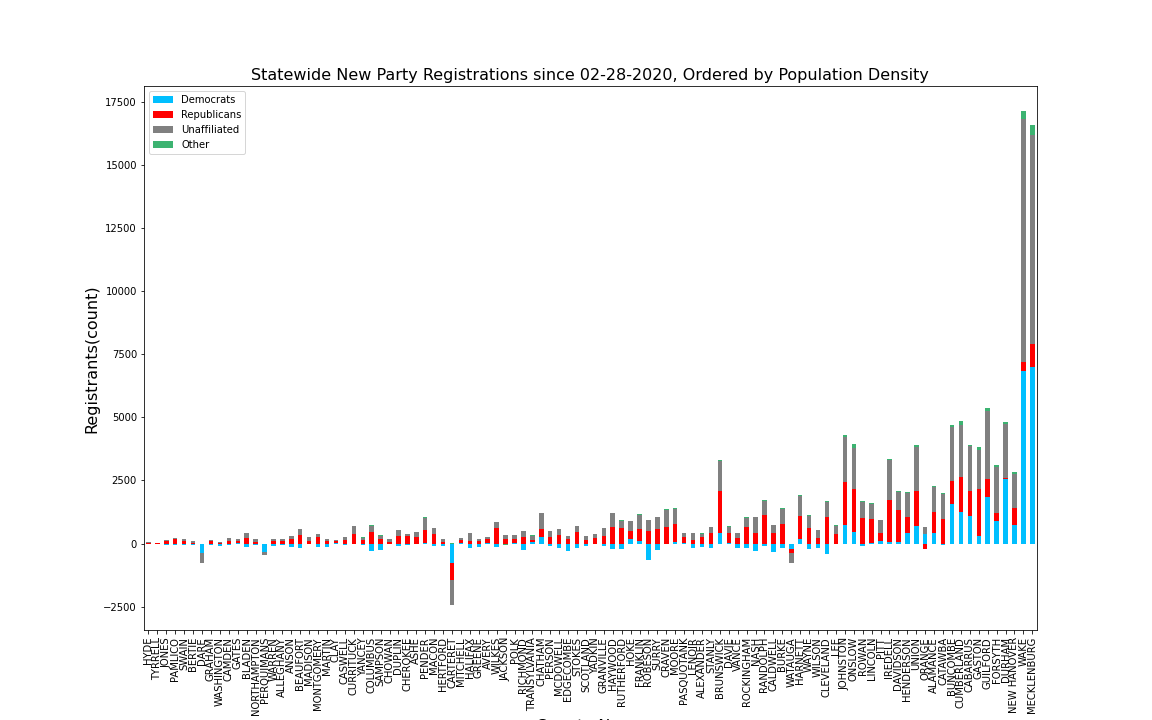 Statewide New Party Registrations since 02-28-2020, Ordered by Population Density
Democrats
Republicans
Unaffiliated
Other
Registrants(count)
17500
15000
12500
10000
7500
5000
2500
0
−2500
HYDE
TYRRELL
JONES
PAMLICO
SWAIN
BERTIE
DARE
GRAHAM
WASHINGTON
CAMDEN
GATES
BLADEN
NORTHAMPTON
PERQUIMANS
WARREN
ALLEGHANY
ANSON
BEAUFORT
MADISON
MONTGOMERY
MARTIN
CLAY
CASWELL
CURRITUCK
YANCEY
COLUMBUS
SAMPSON
CHOWAN
DUPLIN
CHEROKEE
ASHE
PENDER
MACON
HERTFORD
CARTERET
MITCHELL
HALIFAX
GREENE
AVERY
WILKES
JACKSON
POLK
RICHMOND
TRANSYLVANIA
CHATHAM
PERSON
MCDOWELL
EDGECOMBE
STOKES
SCOTLAND
YADKIN
GRANVILLE
HAYWOOD
RUTHERFORD
HOKE
FRANKLIN
ROBESON
SURRY
CRAVEN
MOORE
PASQUOTANK
LENOIR
ALEXANDER
STANLY
BRUNSWICK
DAVIE
VANCE
ROCKINGHAM
NASH
RANDOLPH
CALDWELL
BURKE
WATAUGA
HARNETT
WAYNE
WILSON
CLEVELAND
LEE
JOHNSTON
ONSLOW
ROWAN
LINCOLN
PITT
IREDELL
DAVIDSON
HENDERSON
UNION
ORANGE
ALAMANCE
CATAWBA
BUNCOMBE
CUMBERLAND
CABARRUS
GASTON
GUILFORD
FORSYTH
DURHAM
NEW HANOVER
WAKE
MECKLENBURG